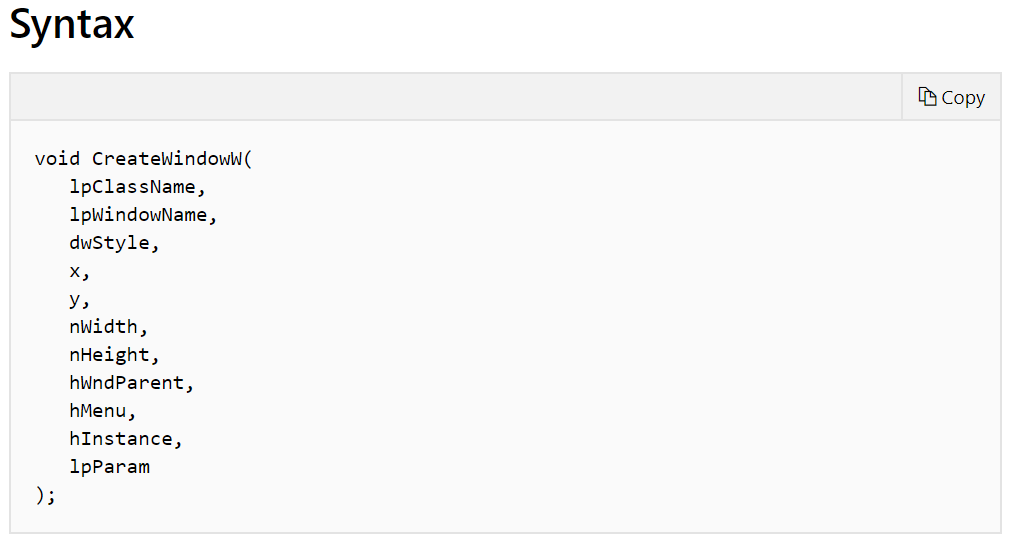 Syntax
Copy
void CreateWindowW(
   lpClassName,
   lpWindowName,
   dwStyle,
   x,
   y,
   nWidth,
   nHeight,
   hWndParent,
   hMenu,
   hInstance,
   lpParam
);